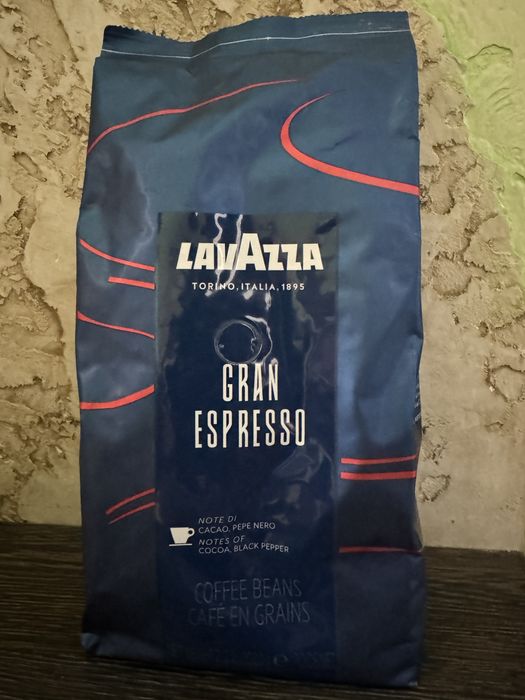 LAVAZZA
TORINO, ITALIA, 1895
GRAN
ESPRESSO
NOTE DI
CACAO, PEPE NERO
NOTES OF
COCOA, BLACK PEPPER
COFFEE BEANS
CAFÉ EN GRAINS